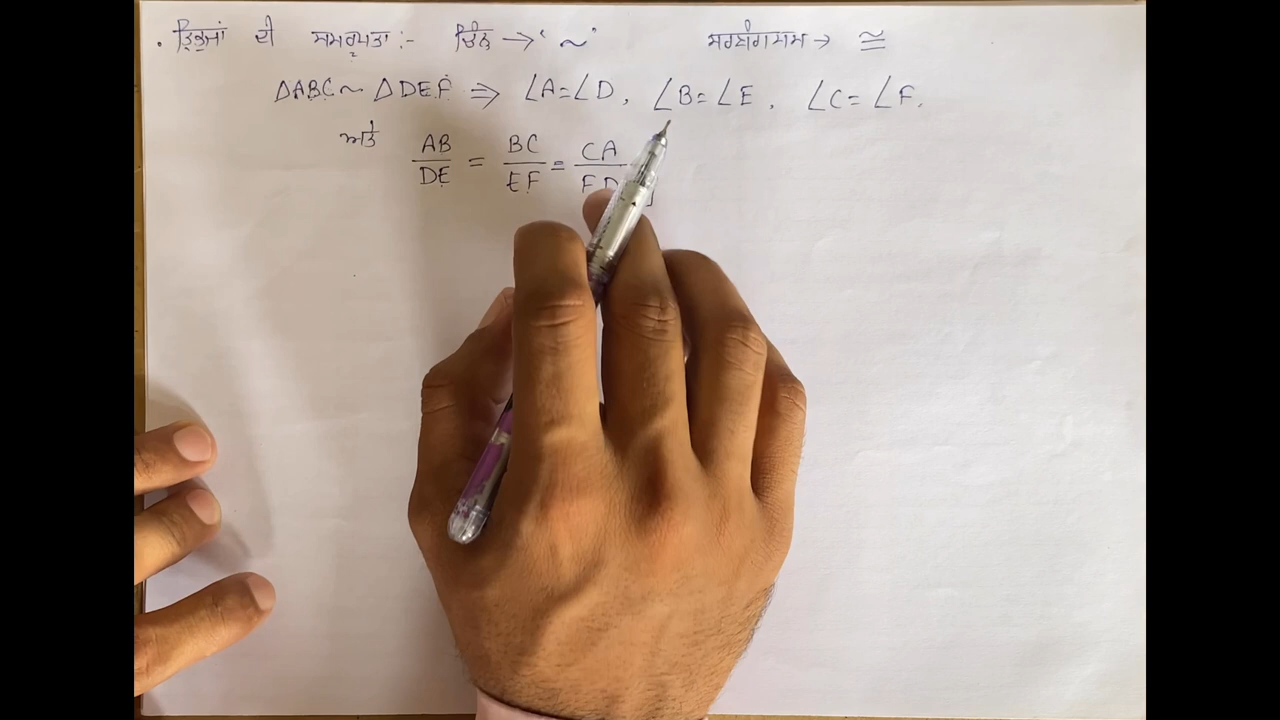 . ਤ੍ਰਿਭੁਜਾਂ ਦੀ ਸਮਰੂਪਤਾ :- ਚਿੰਨ੍ਹ → ' ~ ' ਸਰਬੰਗਸਮ → ≅
ΔABC ~ ΔDEF ⇒ ∠A = ∠D, ∠B = ∠E, ∠C = ∠F.
ਅਤੇ AB/DE = BC/EF = CA/FD